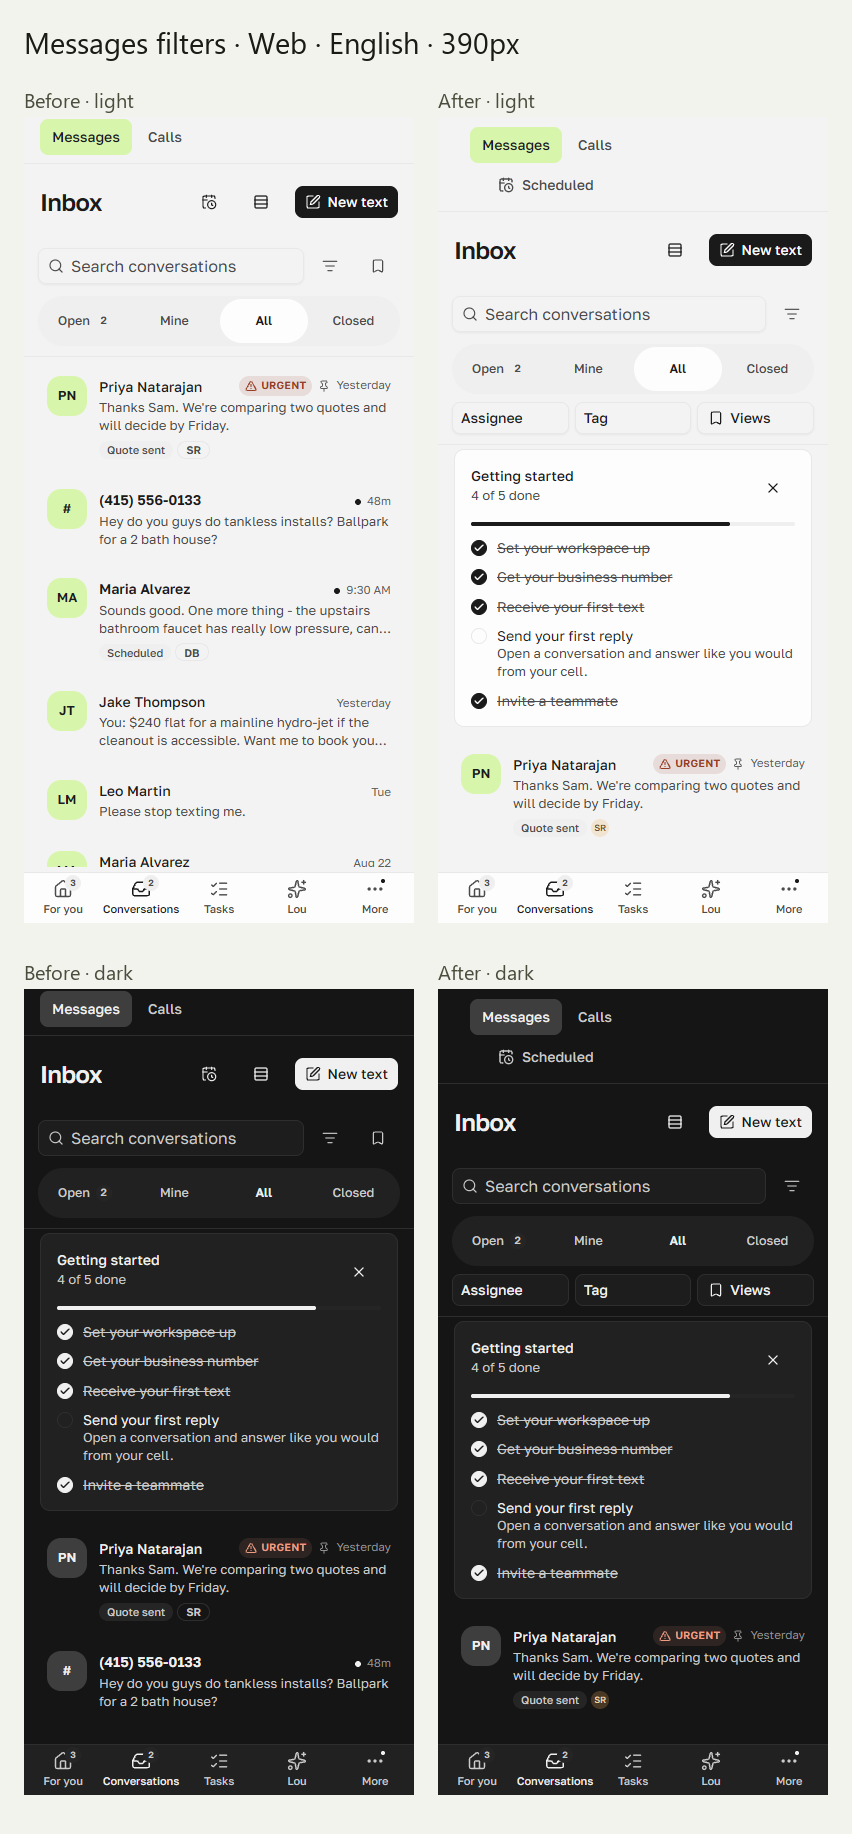 Messages filters · Web · English · 390px
Before · light
Messages Calls
Inbox New text
Search conversations
Open 2 Mine All Closed
PN Priya Natarajan URGENT Yesterday
Thanks Sam. We're comparing two quotes and
will decide by Friday.
Quote sent SR
# (415) 556-0133 48m
Hey do you guys do tankless installs? Ballpark
for a 2 bath house?
MA Maria Alvarez 9:30 AM
Sounds good. One more thing - the upstairs
bathroom faucet has really low pressure, can...
Scheduled DB
JT Jake Thompson Yesterday
You: $240 flat for a mainline hydro-jet if the
cleanout is accessible. Want me to book you...
LM Leo Martin Tue
Please stop texting me.
Maria Alvarez Aug 22
For you 3 Conversations 2 Tasks Lou More
After · light
Messages Calls
Scheduled
Inbox New text
Search conversations
Open 2 Mine All Closed
Assignee Tag Views
Getting started
4 of 5 done
Set your workspace up
Get your business number
Receive your first text
Send your first reply
Open a conversation and answer like you would
from your cell.
Invite a teammate
PN Priya Natarajan URGENT Yesterday
Thanks Sam. We're comparing two quotes and
will decide by Friday.
Quote sent SR
For you 3 Conversations 2 Tasks Lou More
Before · dark
Messages Calls
Inbox New text
Search conversations
Open 2 Mine All Closed
Getting started
4 of 5 done
Set your workspace up
Get your business number
Receive your first text
Send your first reply
Open a conversation and answer like you would
from your cell.
Invite a teammate
PN Priya Natarajan URGENT Yesterday
Thanks Sam. We're comparing two quotes and
will decide by Friday.
Quote sent SR
# (415) 556-0133 48m
Hey do you guys do tankless installs? Ballpark
for a 2 bath house?
For you 3 Conversations 2 Tasks Lou More
After · dark
Messages Calls
Scheduled
Inbox New text
Search conversations
Open 2 Mine All Closed
Assignee Tag Views
Getting started
4 of 5 done
Set your workspace up
Get your business number
Receive your first text
Send your first reply
Open a conversation and answer like you would
from your cell.
Invite a teammate
PN Priya Natarajan URGENT Yesterday
Thanks Sam. We're comparing two quotes and
will decide by Friday.
Quote sent SR
For you 3 Conversations 2 Tasks Lou More